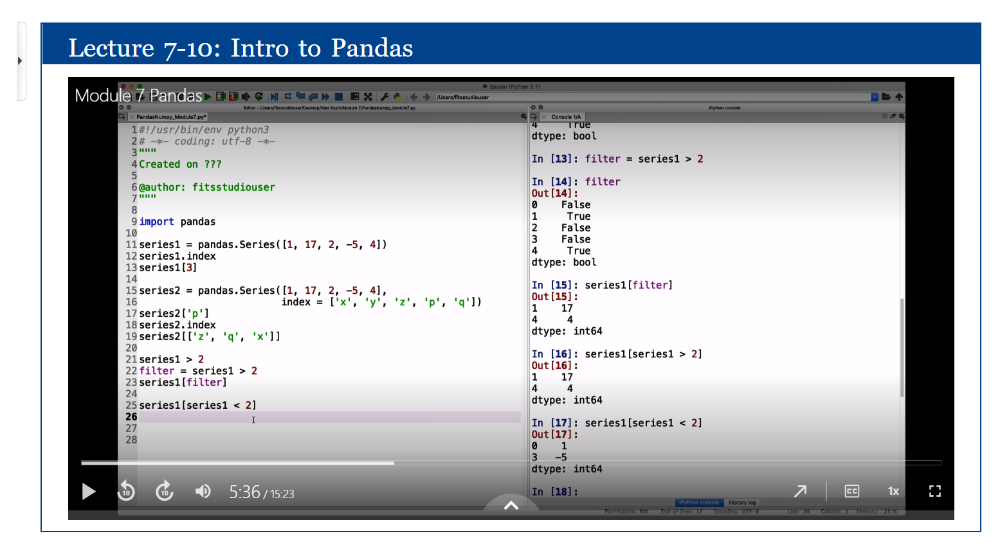 Lecture 7-10: Intro to Pandas
Module 7 Pandas
Spyder (Python 3.7)
/Users/fitsstudiouser
Editor - /Users/fitsstudiouser/Desktop/Alex Rasin/Module 7/PandasNumpy_Module7.py
PandasNumpy_Module7.py*
1 #!/usr/bin/env python3
2 # -*- coding: utf-8 -*-
3 """
4 Created on ???
5
6 @author: fitsstudiouser
7 """
8
9 import pandas
10
11 series1 = pandas.Series([1, 17, 2, -5, 4])
12 series1.index
13 series1[3]
14
15 series2 = pandas.Series([1, 17, 2, -5, 4],
16 index = ['x', 'y', 'z', 'p', 'q'])
17 series2['p']
18 series2.index
19 series2[['z', 'q', 'x']]
20
21 series1 > 2
22 filter = series1 > 2
23 series1[filter]
24
25 series1[series1 < 2]
26
27
28
IPython console
Console 1/A
4 True
dtype: bool
In [13]: filter = series1 > 2
In [14]: filter
Out[14]:
0 False
1 True
2 False
3 False
4 True
dtype: bool
In [15]: series1[filter]
Out[15]:
1 17
4 4
dtype: int64
In [16]: series1[series1 > 2]
Out[16]:
1 17
4 4
dtype: int64
In [17]: series1[series1 < 2]
Out[17]:
0 1
3 -5
dtype: int64
In [18]:
IPython console History log
Permissions: RW End-of-lines: LF Encoding: UTF-8 Line: 26 Column: 1 Memory: 25 %
10 10 5:36 / 15:23 CC 1x